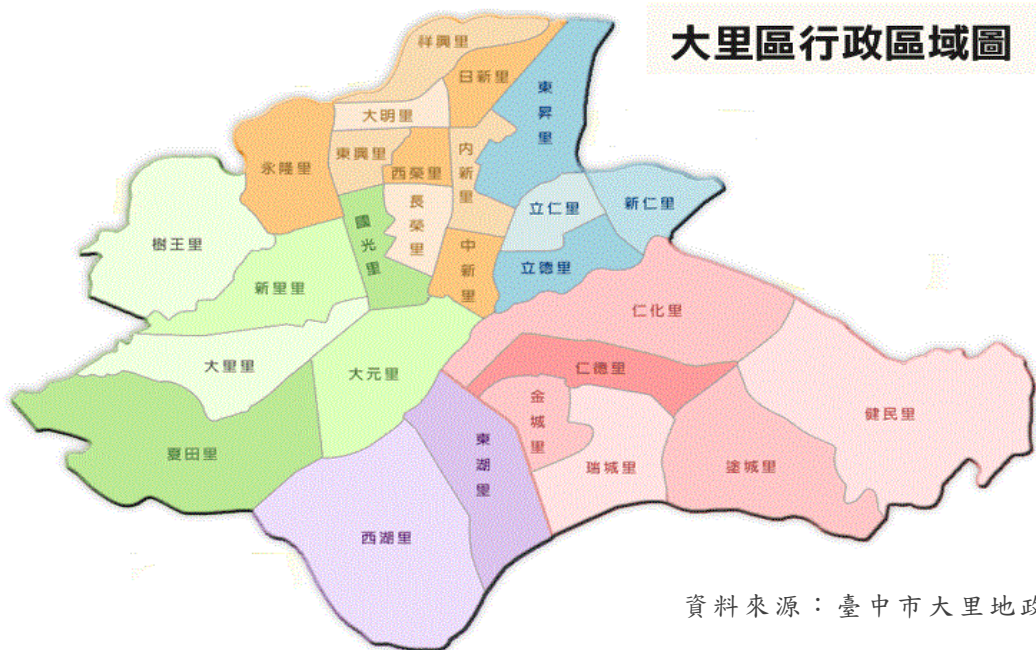 大里區行政區域圖
祥興里
日新里
東昇里
大明里
東興里
西榮里
內新里
永隆里
長榮里
立仁里
新仁里
國光里
樹王里
中新里
立德里
新里里
仁化里
大里里
大元里
仁德里
金城里
健民里
夏田里
東湖里
瑞城里
塗城里
西湖里
資料來源：臺中市大里地政